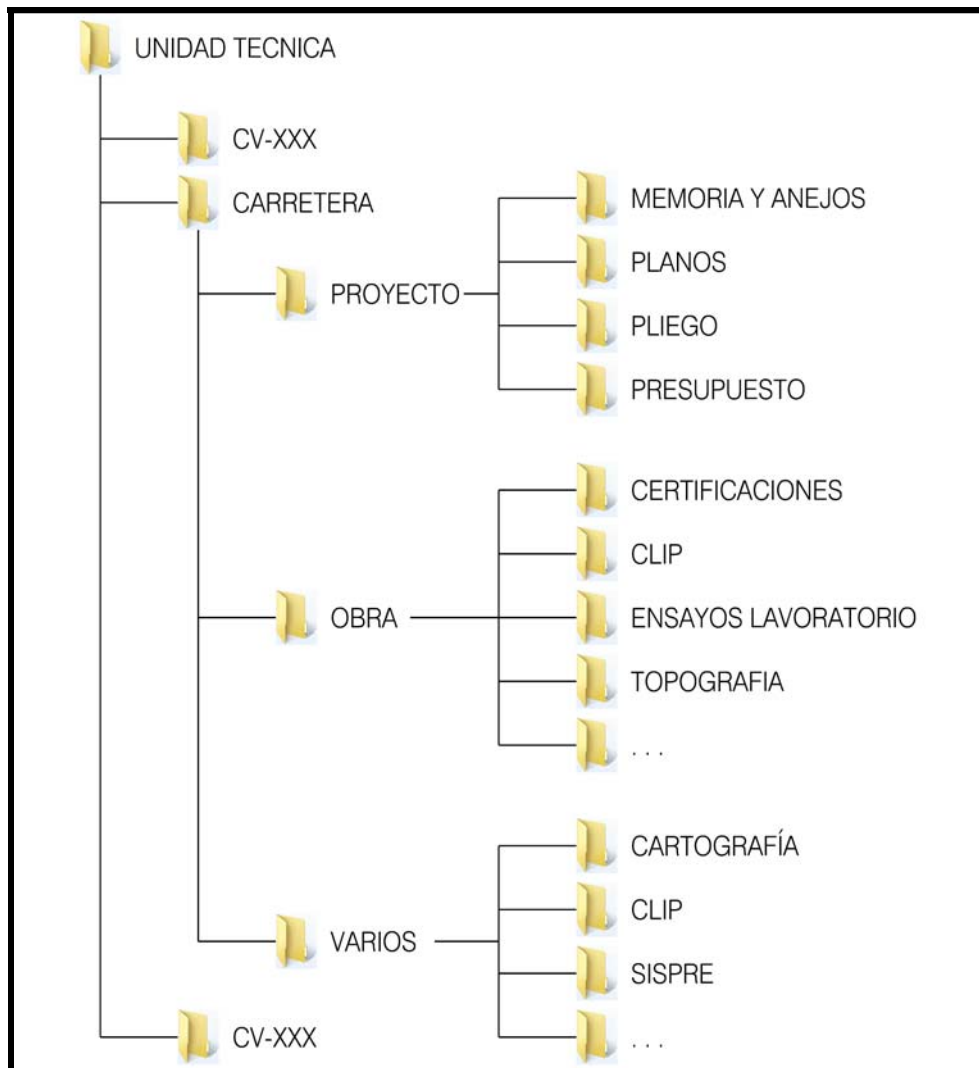 UNIDAD TECNICA
CV-XXX
CARRETERA
PROYECTO
MEMORIA Y ANEJOS
PLANOS
PLIEGO
PRESUPUESTO
OBRA
CERTIFICACIONES
CLIP
ENSAYOS LAVORATORIO
TOPOGRAFIA
. . .
VARIOS
CARTOGRAFÍA
CLIP
SISPRE
. . .
CV-XXX